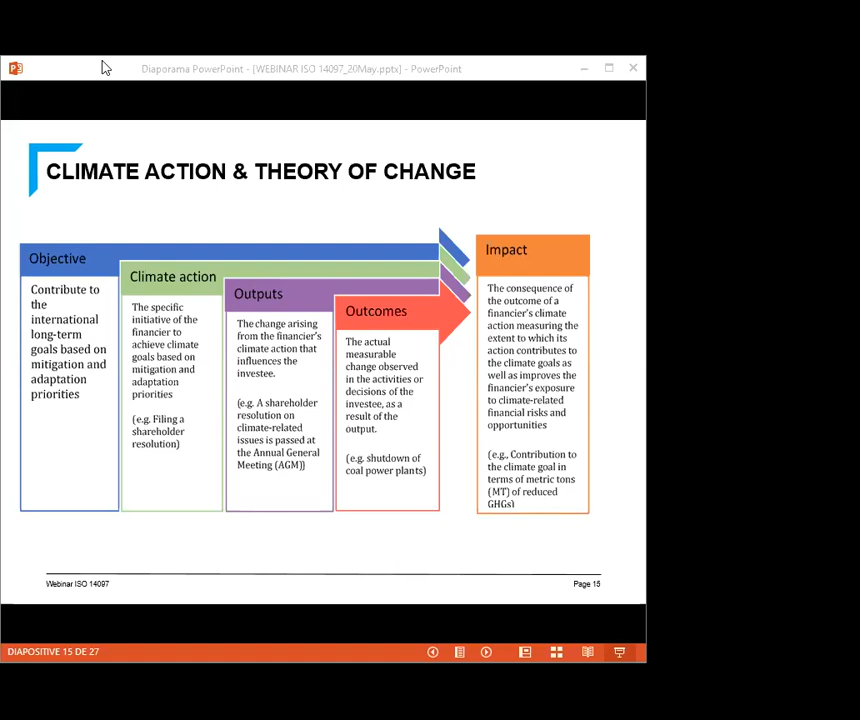 Diaporama PowerPoint - [WEBINAR ISO 14097_20May.pptx] - PowerPoint
CLIMATE ACTION & THEORY OF CHANGE
Objective
Contribute to
the
international
long-term
goals based on
mitigation and
adaptation
priorities
Climate action
The specific
initiative of the
financier to
achieve climate
goals based on
mitigation and
adaptation
priorities
(e.g. Filing a
shareholder
resolution)
Outputs
The change arising
from the financier's
climate action that
influences the
investee.
(e.g. A shareholder
resolution on
climate-related
issues is passed at
the Annual General
Meeting (AGM))
Outcomes
The actual
measurable
change observed
in the activities or
decisions of the
investee, as a
result of the
output.
(e.g. shutdown of
coal power plants)
Impact
The consequence of
the outcome of a
financier's climate
action measuring the
extent to which its
action contributes to
the climate goals as
well as improves the
financier's exposure
to climate-related
financial risks and
opportunities
(e.g., Contribution to
the climate goal in
terms of metric tons
(MT) of reduced
GHGs)
Webinar ISO 14097
Page 15
DIAPOSITIVE 15 DE 27